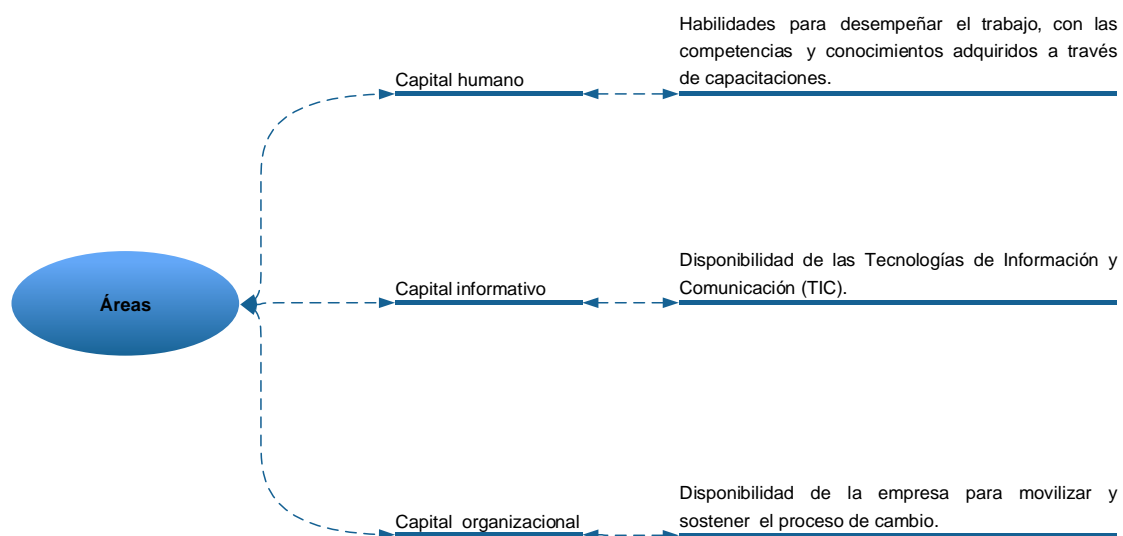 Áreas
Capital humano
Habilidades para desempeñar el trabajo, con las
competencias y conocimientos adquiridos a través
de capacitaciones.
Capital informativo
Disponibilidad de las Tecnologías de Información y
Comunicación (TIC).
Capital organizacional
Disponibilidad de la empresa para movilizar y
sostener el proceso de cambio.